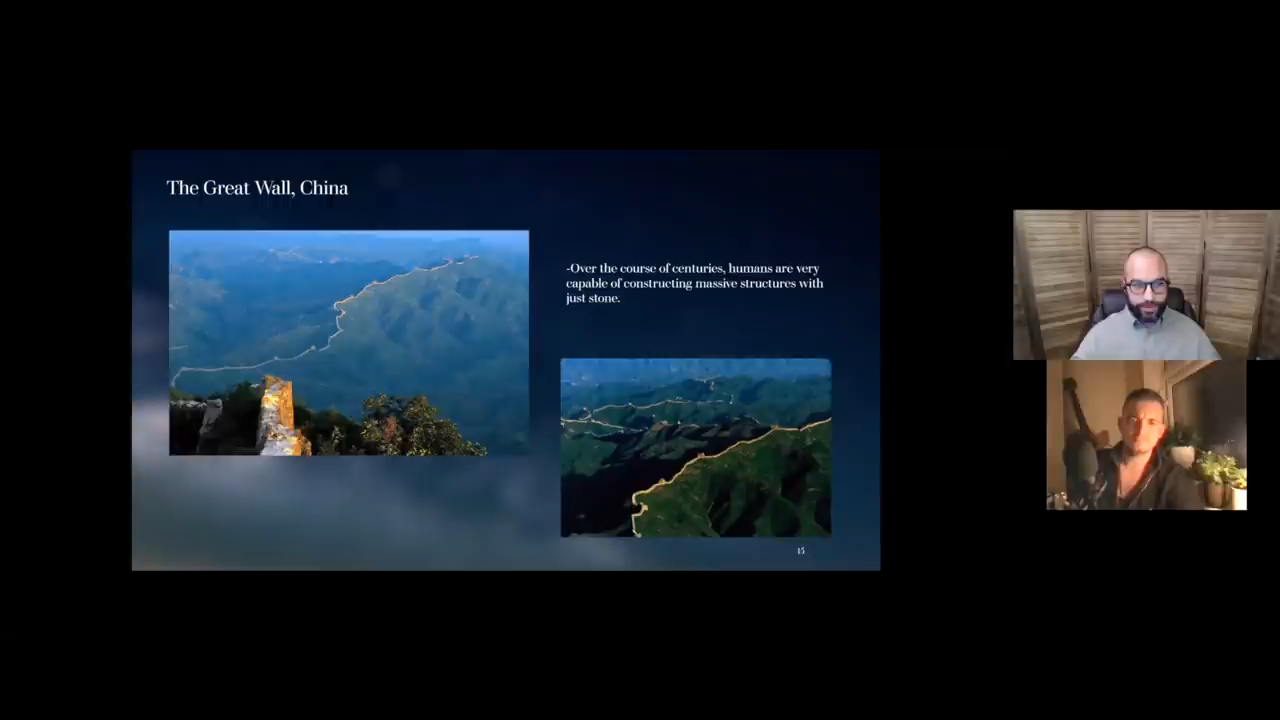 The Great Wall, China
-Over the course of centuries, humans are very
capable of constructing massive structures with
just stone.
15